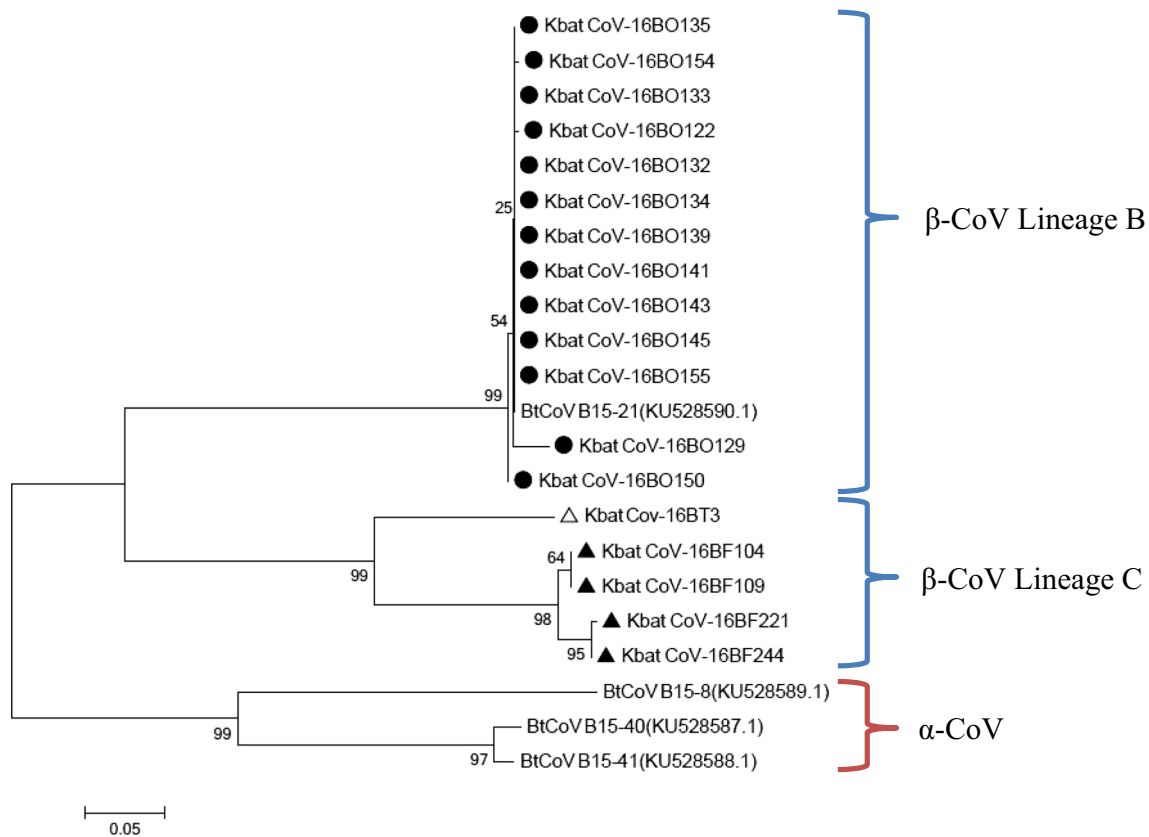 Kbat CoV-16BO135
Kbat CoV-16BO154
Kbat CoV-16BO133
Kbat CoV-16BO122
Kbat CoV-16BO132
Kbat CoV-16BO134
25
Kbat CoV-16BO139
β-CoV Lineage B
Kbat CoV-16BO141
Kbat CoV-16BO143
54
Kbat CoV-16BO145
Kbat CoV-16BO155
99
BtCoV B15-21(KU528590.1)
Kbat CoV-16BO129
Kbat CoV-16BO150
Kbat Cov-16BT3
64
Kbat CoV-16BF104
99
Kbat CoV-16BF109
β-CoV Lineage C
98
Kbat CoV-16BF221
95
Kbat CoV-16BF244
BtCoV B15-8(KU528589.1)
99
BtCoV B15-40(KU528587.1)
α-CoV
97
BtCoV B15-41(KU528588.1)
0.05